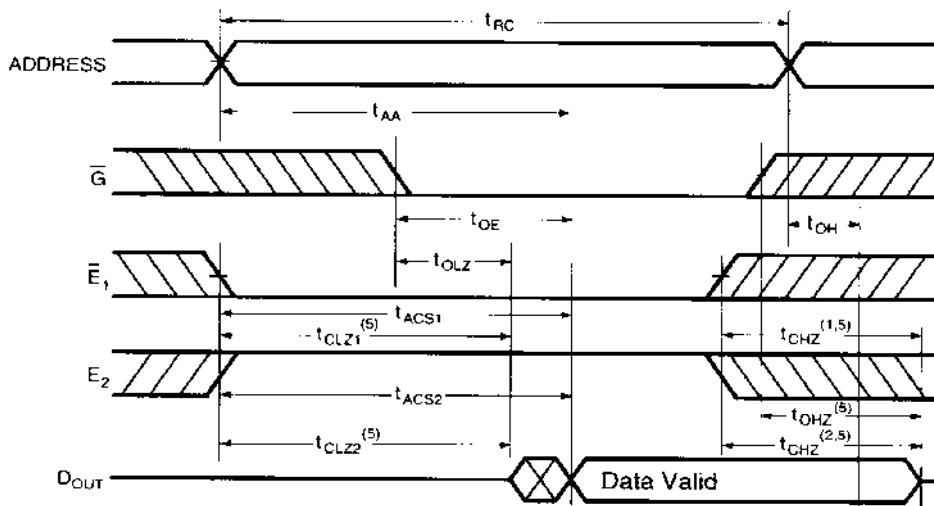 tRC
ADDRESS
tAA
G̅
tOE
tOH
tOLZ
E̅1
tACS1
tCLZ1(5)
tCHZ(1,5)
E2
tACS2
tOHZ(5)
tCLZ2(5)
tCHZ(2,5)
DOUT
Data Valid